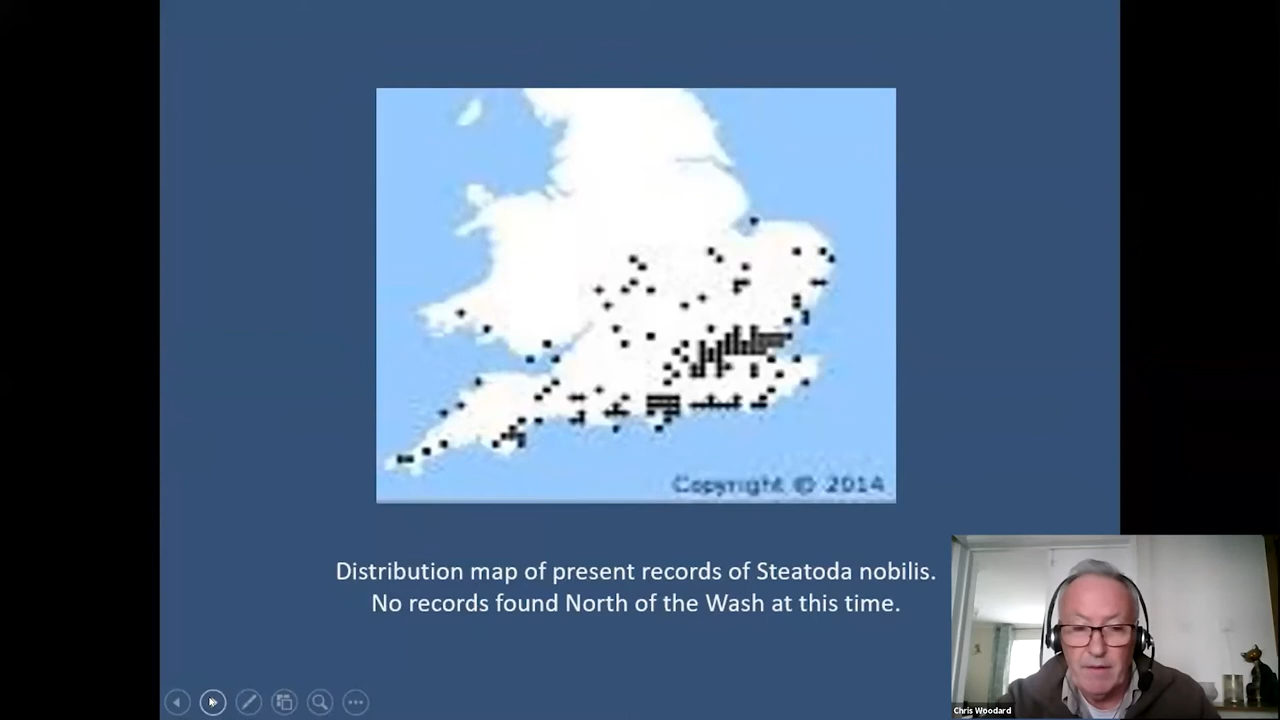 Copyright © 2014
Distribution map of present records of Steatoda nobilis.
No records found North of the Wash at this time.
Chris Woodard